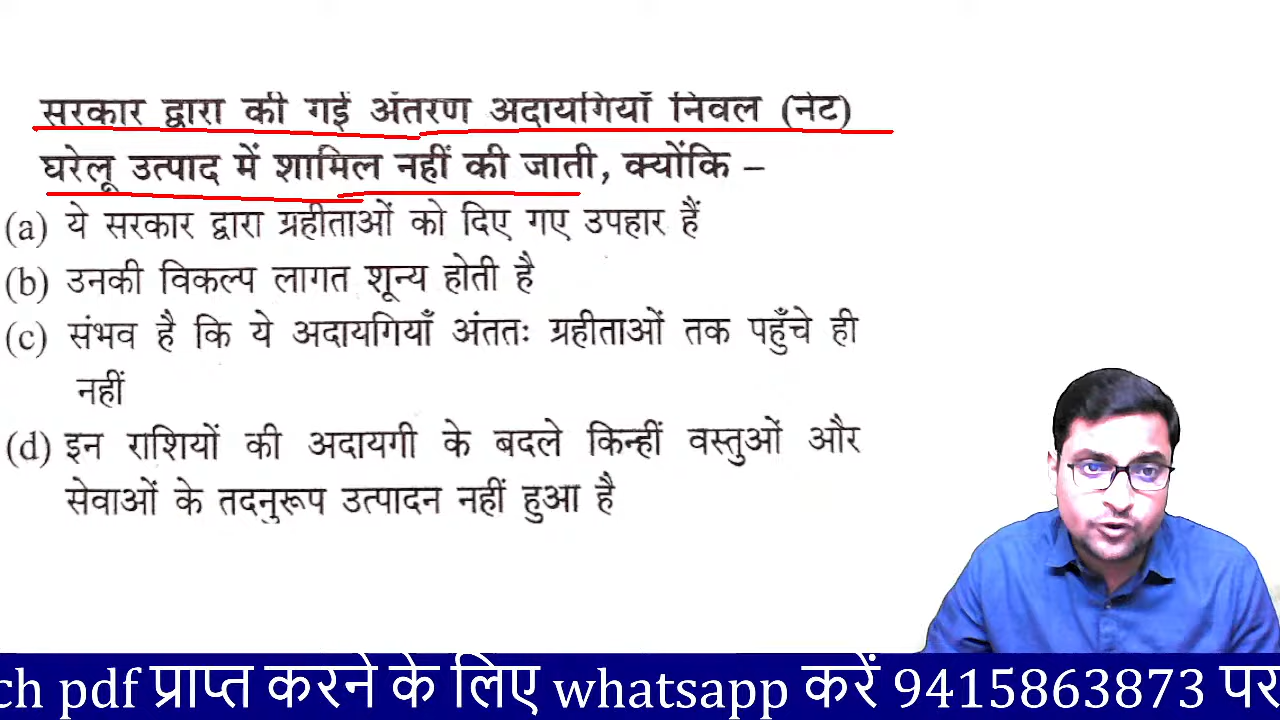 सरकार द्वारा की गई अंतरण अदायगियाँ निवल (नेट)
घरेलू उत्पाद में शामिल नहीं की जाती, क्योंकि –
(a) ये सरकार द्वारा ग्रहीताओं को दिए गए उपहार हैं
(b) उनकी विकल्प लागत शून्य होती है
(c) संभव है कि ये अदायगियाँ अंततः ग्रहीताओं तक पहुँचे ही
नहीं
(d) इन राशियों की अदायगी के बदले किन्हीं वस्तुओं और
सेवाओं के तदनुरूप उत्पादन नहीं हुआ है
ch pdf प्राप्त करने के लिए whatsapp करें 9415863873 पर